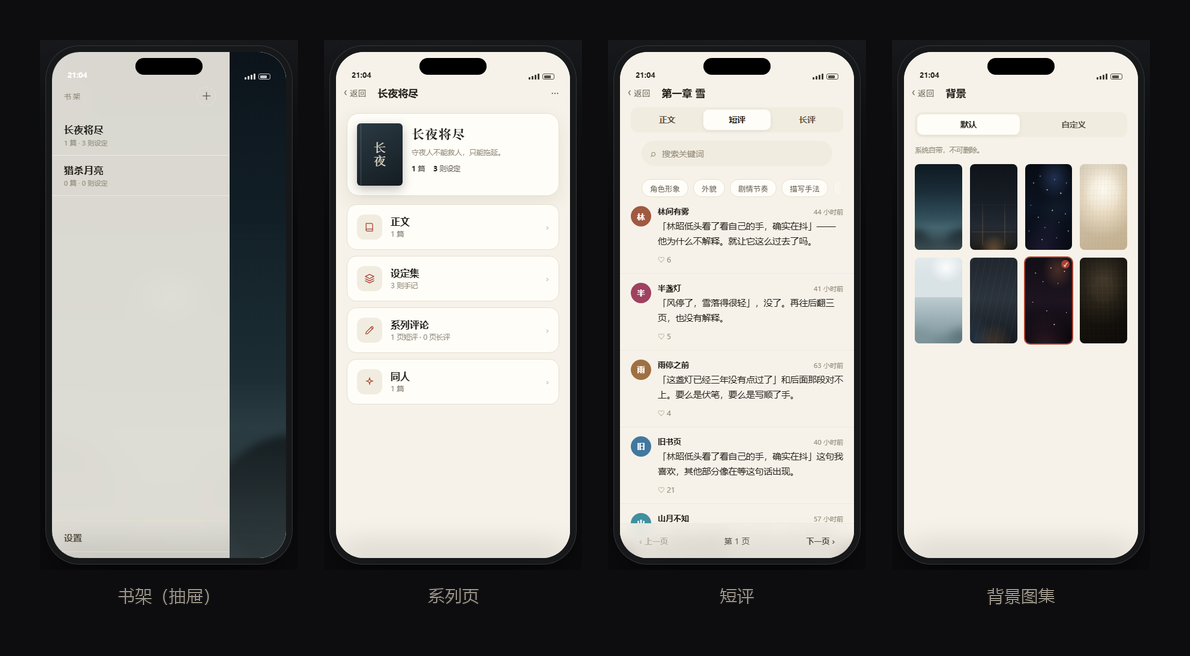 21:04
书架
+
长夜将尽
1 篇 · 0 则设定
猎杀月亮
0 篇 · 0 则设定
设置
书架（抽屉）
21:04
‹ 返回
长夜将尽
···
长夜
长夜将尽
守夜人不能救人，只能拖延。
1 篇 3 则设定
正文
1 篇
›
设定集
3 则手记
›
系列评论
1 页短评 · 0 页长评
›
同人
1 篇
›
系列页
21:04
‹ 返回
第一章 雪
正文
短评
长评
搜索关键词
角色形象
外貌
剧情节奏
描写手法
林
林间有雾
44 小时前
「林昭低头看了看自己的手，确实在抖」——
他为什么不解释。就让它这么过去了吗。
♡ 6
半
半盏灯
41 小时前
「风停了，雪落得很轻」，没了。再往后翻三
页，也没有解释。
♡ 5
雨
雨停之前
63 小时前
「这盏灯已经三年没有点过了」和后面那段对不
上。要么是伏笔，要么是写顺了手。
♡ 4
旧
旧书页
40 小时前
「林昭低头看了看自己的手，确实在抖」这句我
喜欢，其他部分像在等这句话出现。
♡ 21
山
山月不知
57 小时前
‹ 上一页
第 1 页
下一页 ›
短评
21:04
‹ 返回
背景
默认
自定义
系统自带，不可删除。
背景图集